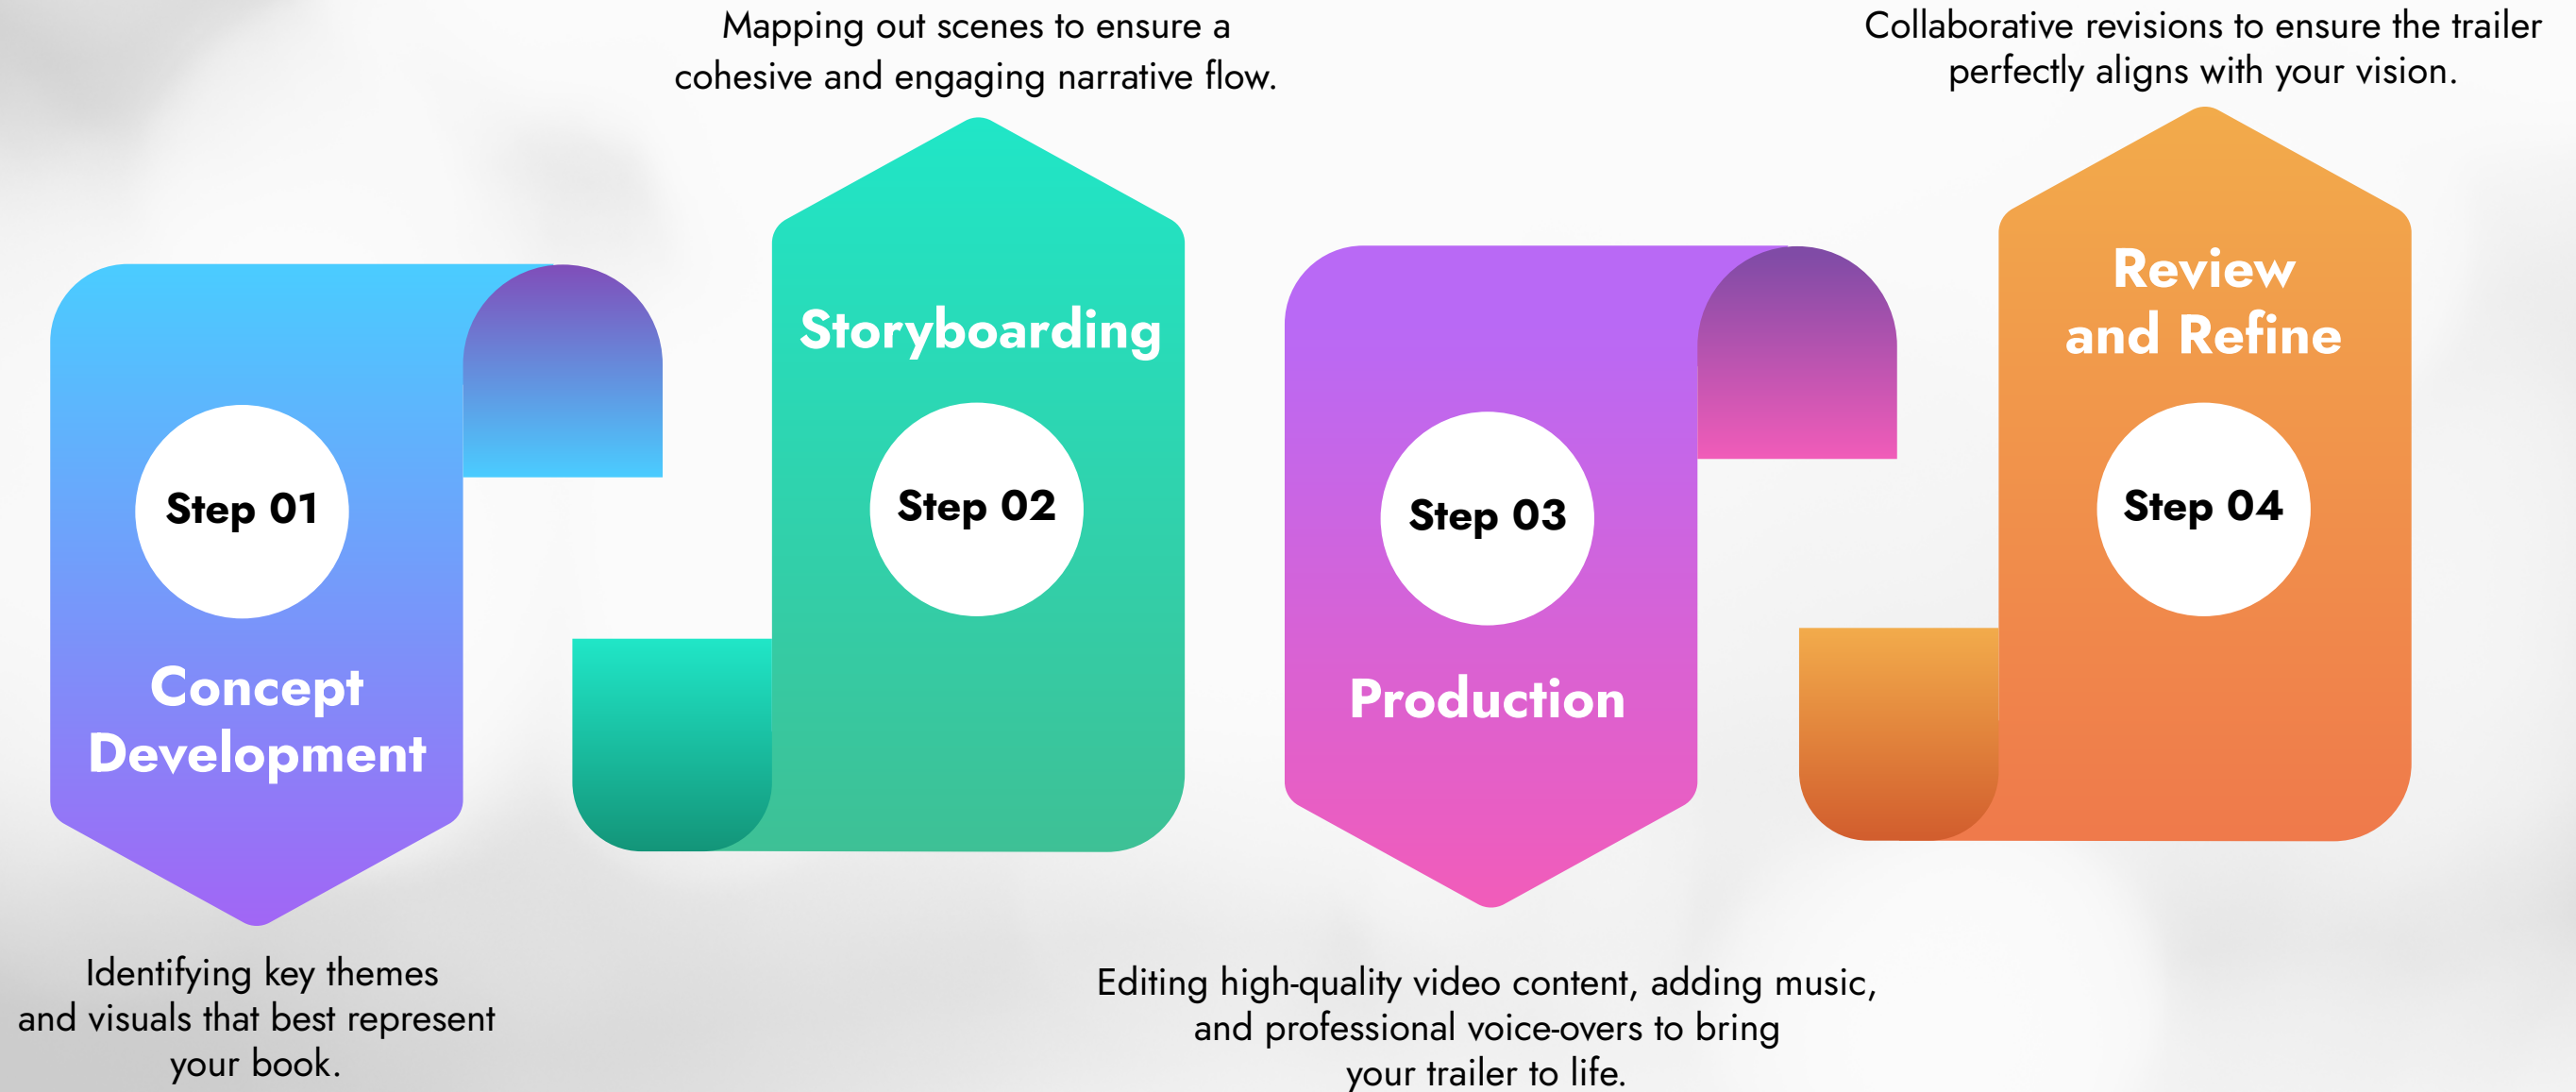 Step 01
Concept
Development
Identifying key themes
and visuals that best represent
your book.
Mapping out scenes to ensure a
cohesive and engaging narrative flow.
Storyboarding
Step 02
Step 03
Production
Editing high-quality video content, adding music,
and professional voice-overs to bring
your trailer to life.
Collaborative revisions to ensure the trailer
perfectly aligns with your vision.
Review
and Refine
Step 04